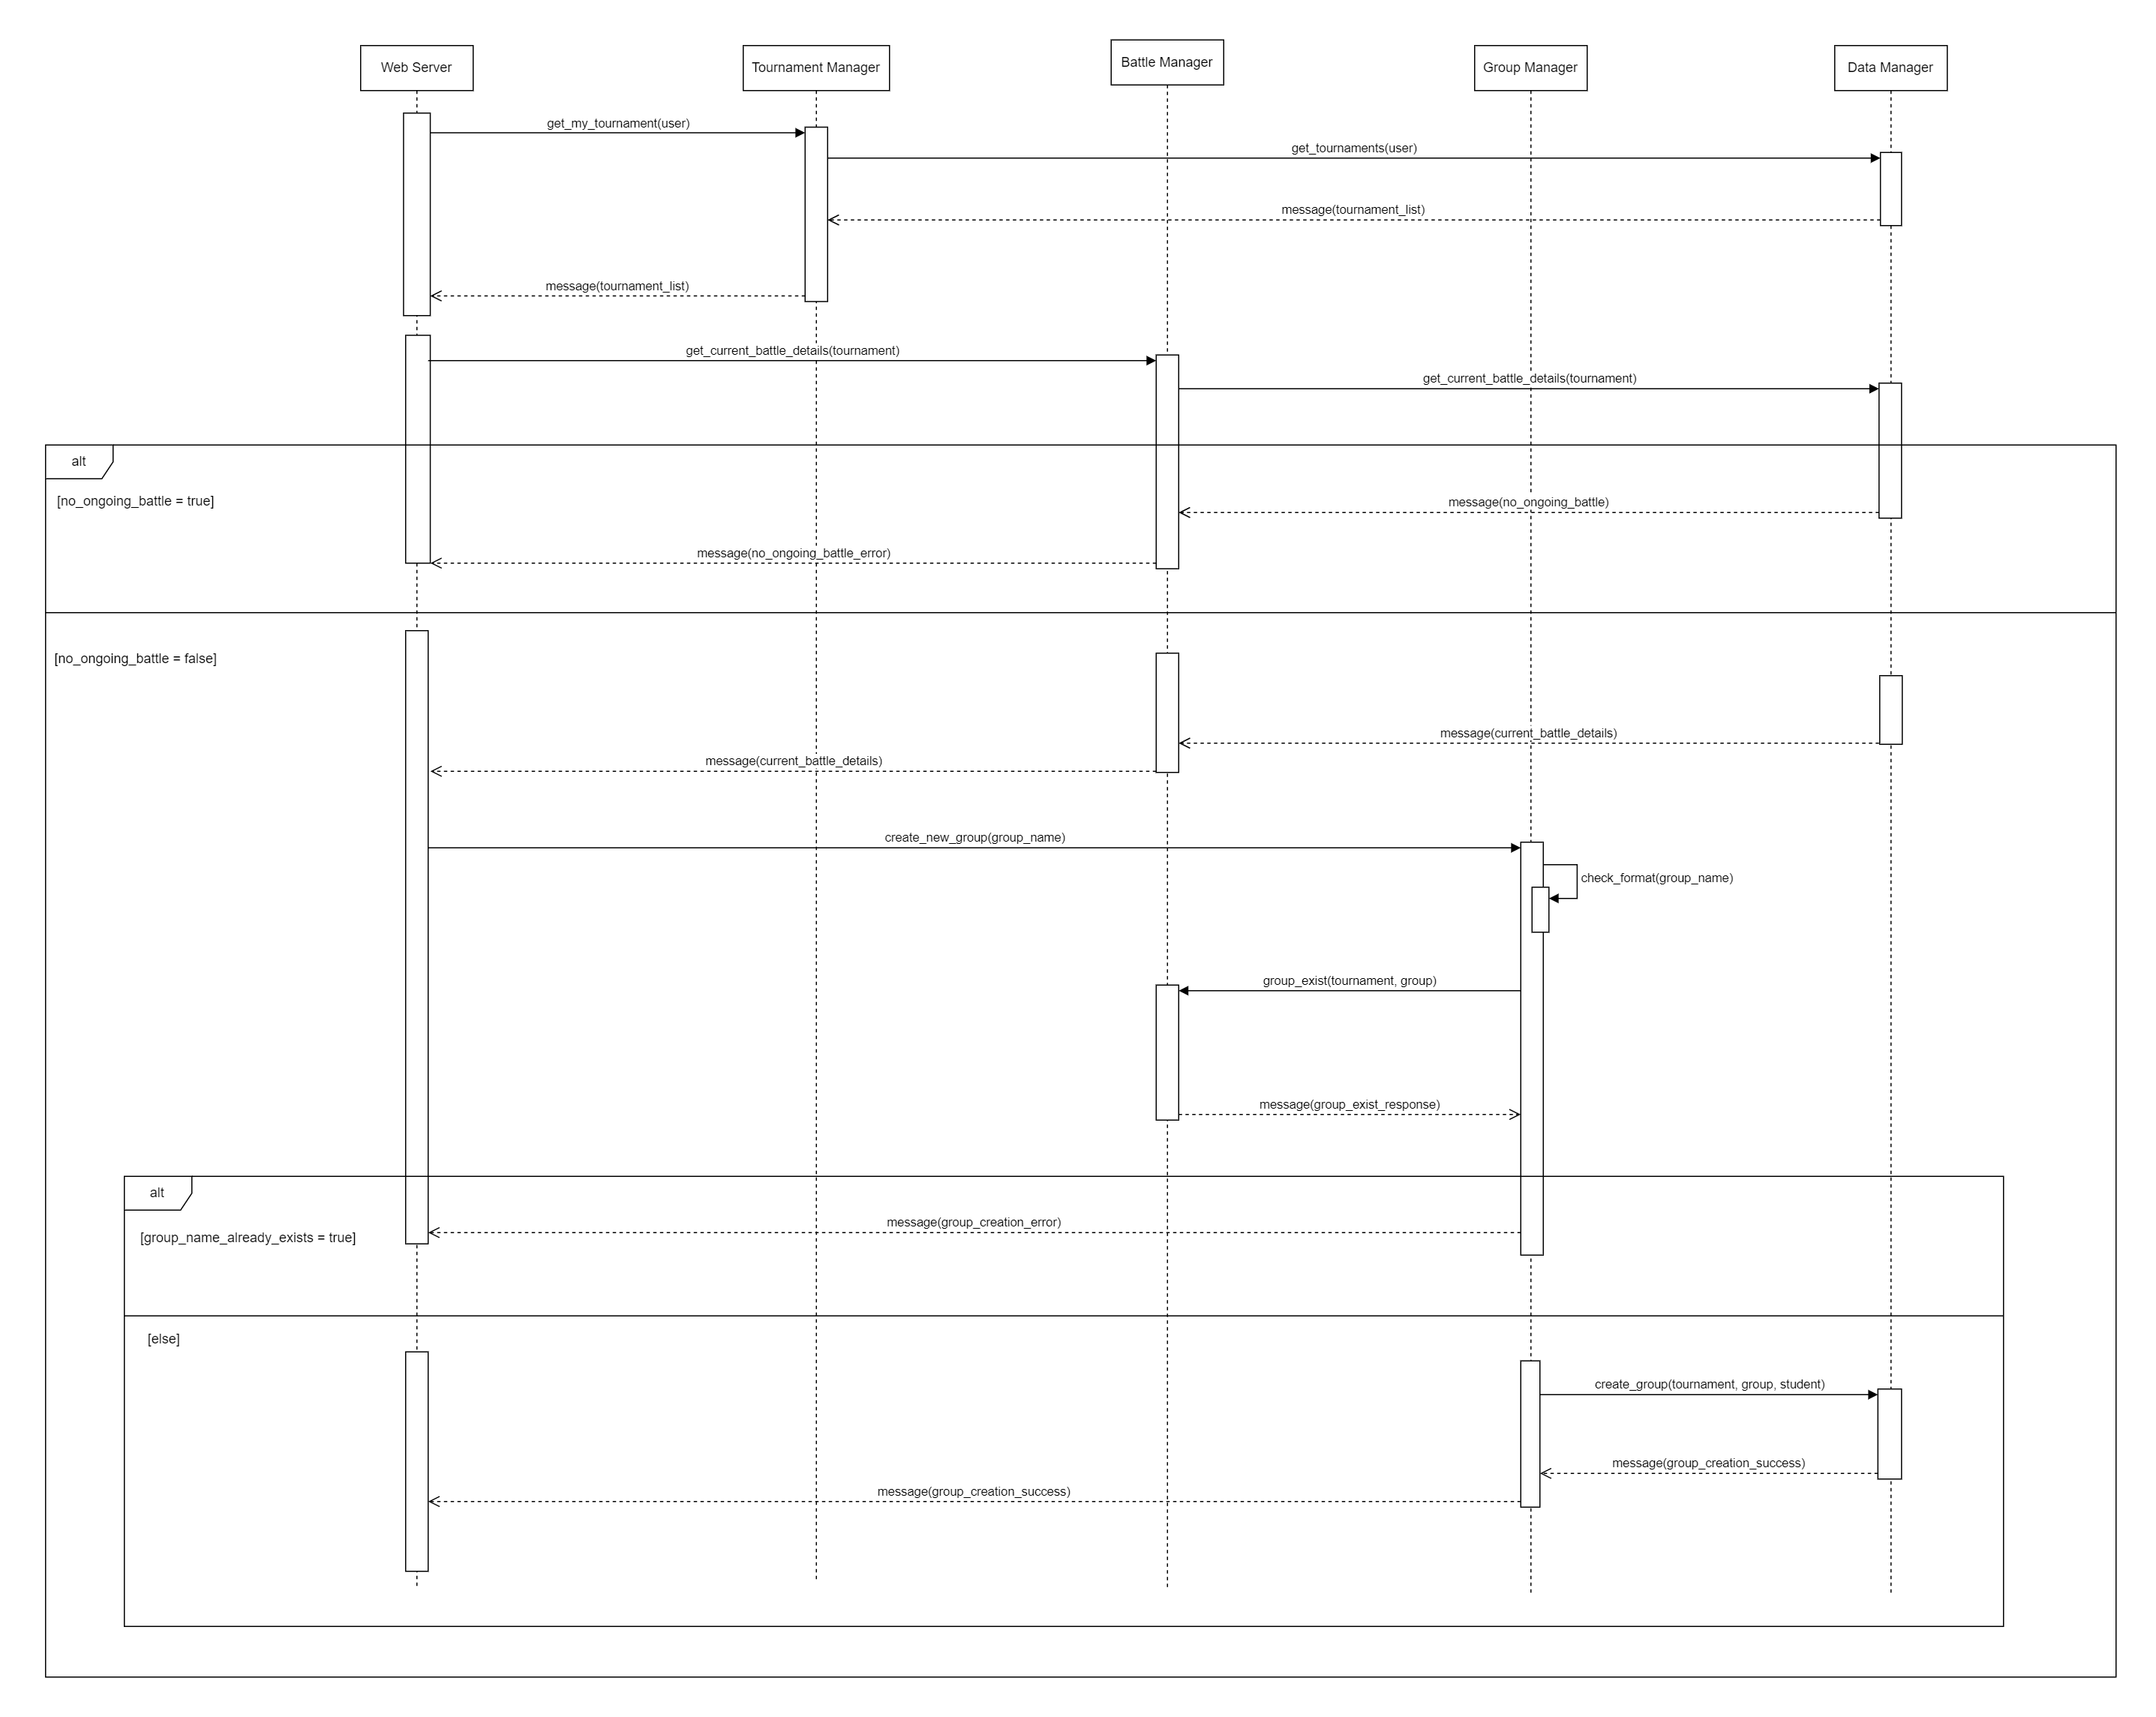 Web Server
Tournament Manager
Battle Manager
Group Manager
Data Manager
get_my_tournament(user)
get_tournaments(user)
message(tournament_list)
message(tournament_list)
get_current_battle_details(tournament)
get_current_battle_details(tournament)
alt
[no_ongoing_battle = true]
message(no_ongoing_battle)
message(no_ongoing_battle_error)
[no_ongoing_battle = false]
message(current_battle_details)
message(current_battle_details)
create_new_group(group_name)
check_format(group_name)
group_exist(tournament, group)
message(group_exist_response)
alt
message(group_creation_error)
[group_name_already_exists = true]
[else]
create_group(tournament, group, student)
message(group_creation_success)
message(group_creation_success)